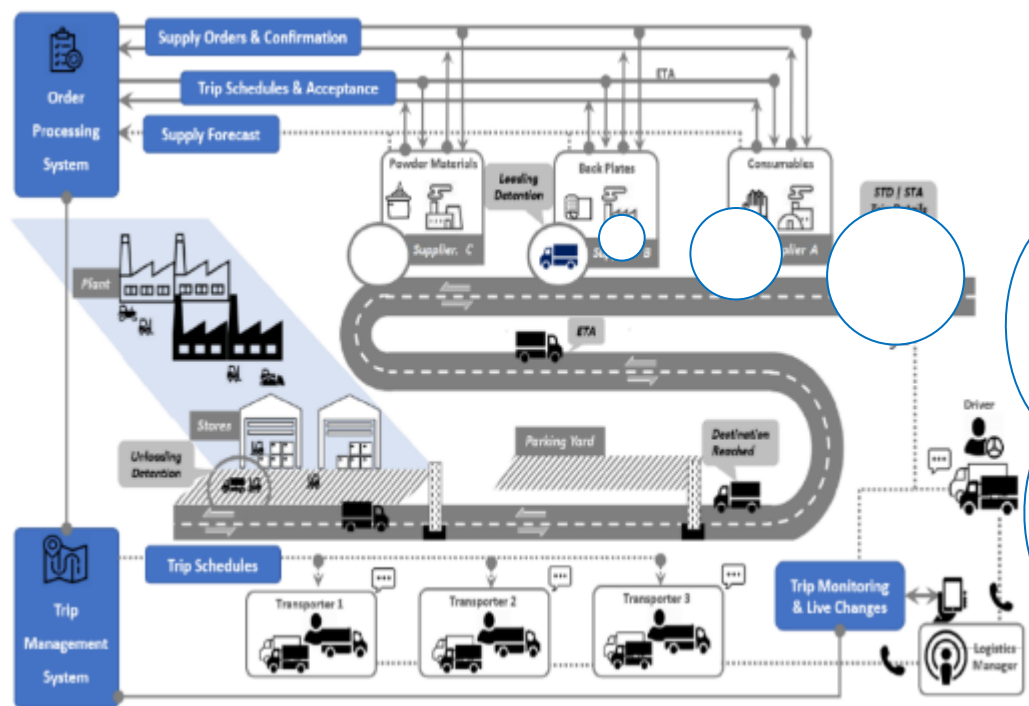 Order
Processing
System
Supply Orders & Confirmation
Trip Schedules & Acceptance
Supply Forecast
ETA
Powder Materials
Back Plates
Consumables
Loading
Detention
STD | STA
Supplier. C
B
A
Plant
ETA
Stores
Unloading
Detention
Parking Yard
Destination
Reached
Driver
Trip
Management
System
Trip Schedules
Transporter 1
Transporter 2
Transporter 3
Trip Monitoring
& Live Changes
Logistics
Manager